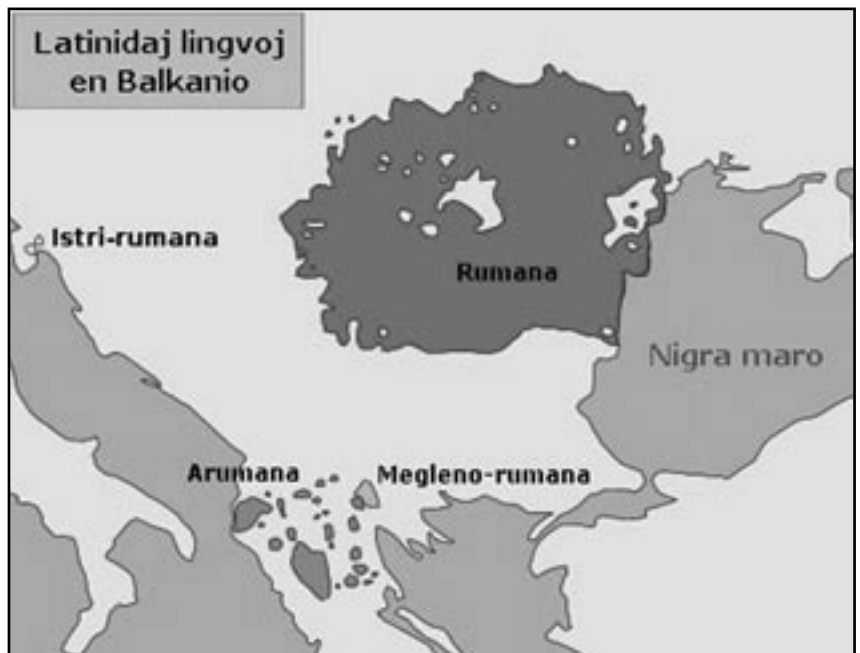 Latinidaj lingvoj
en Balkanio
Istri-rumana
Rumana
Nigra maro
Arumana
Megleno-rumana